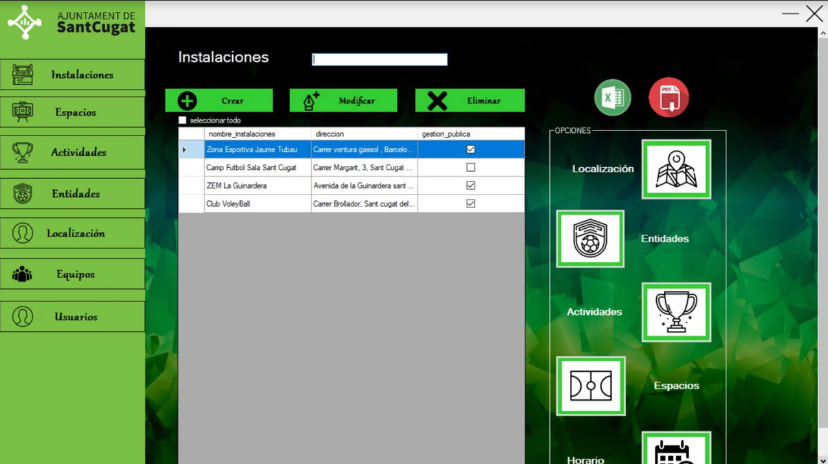 AJUNTAMENT DE
SantCugat
Instalaciones
Espacios
Actividades
Entidades
Localización
Equipos
Usuarios
Instalaciones
Crear
Modificar
Eliminar
seleccionar todo
nombre_instalaciones direccion gestion_publica
Zona Esportiva Jaume Tubau Carrer ventura gassol , Barcelo...
Camp Futbol Sala Sant Cugat Carrer Margarit, 3, Sant Cugat ...
ZEM La Guinardera Avenida de la Guinardera sant ...
Club VoleyBall Carrer Brollador, Sant cugat del...
PDF
OPCIONES
Localización
Entidades
Actividades
Espacios
Horario